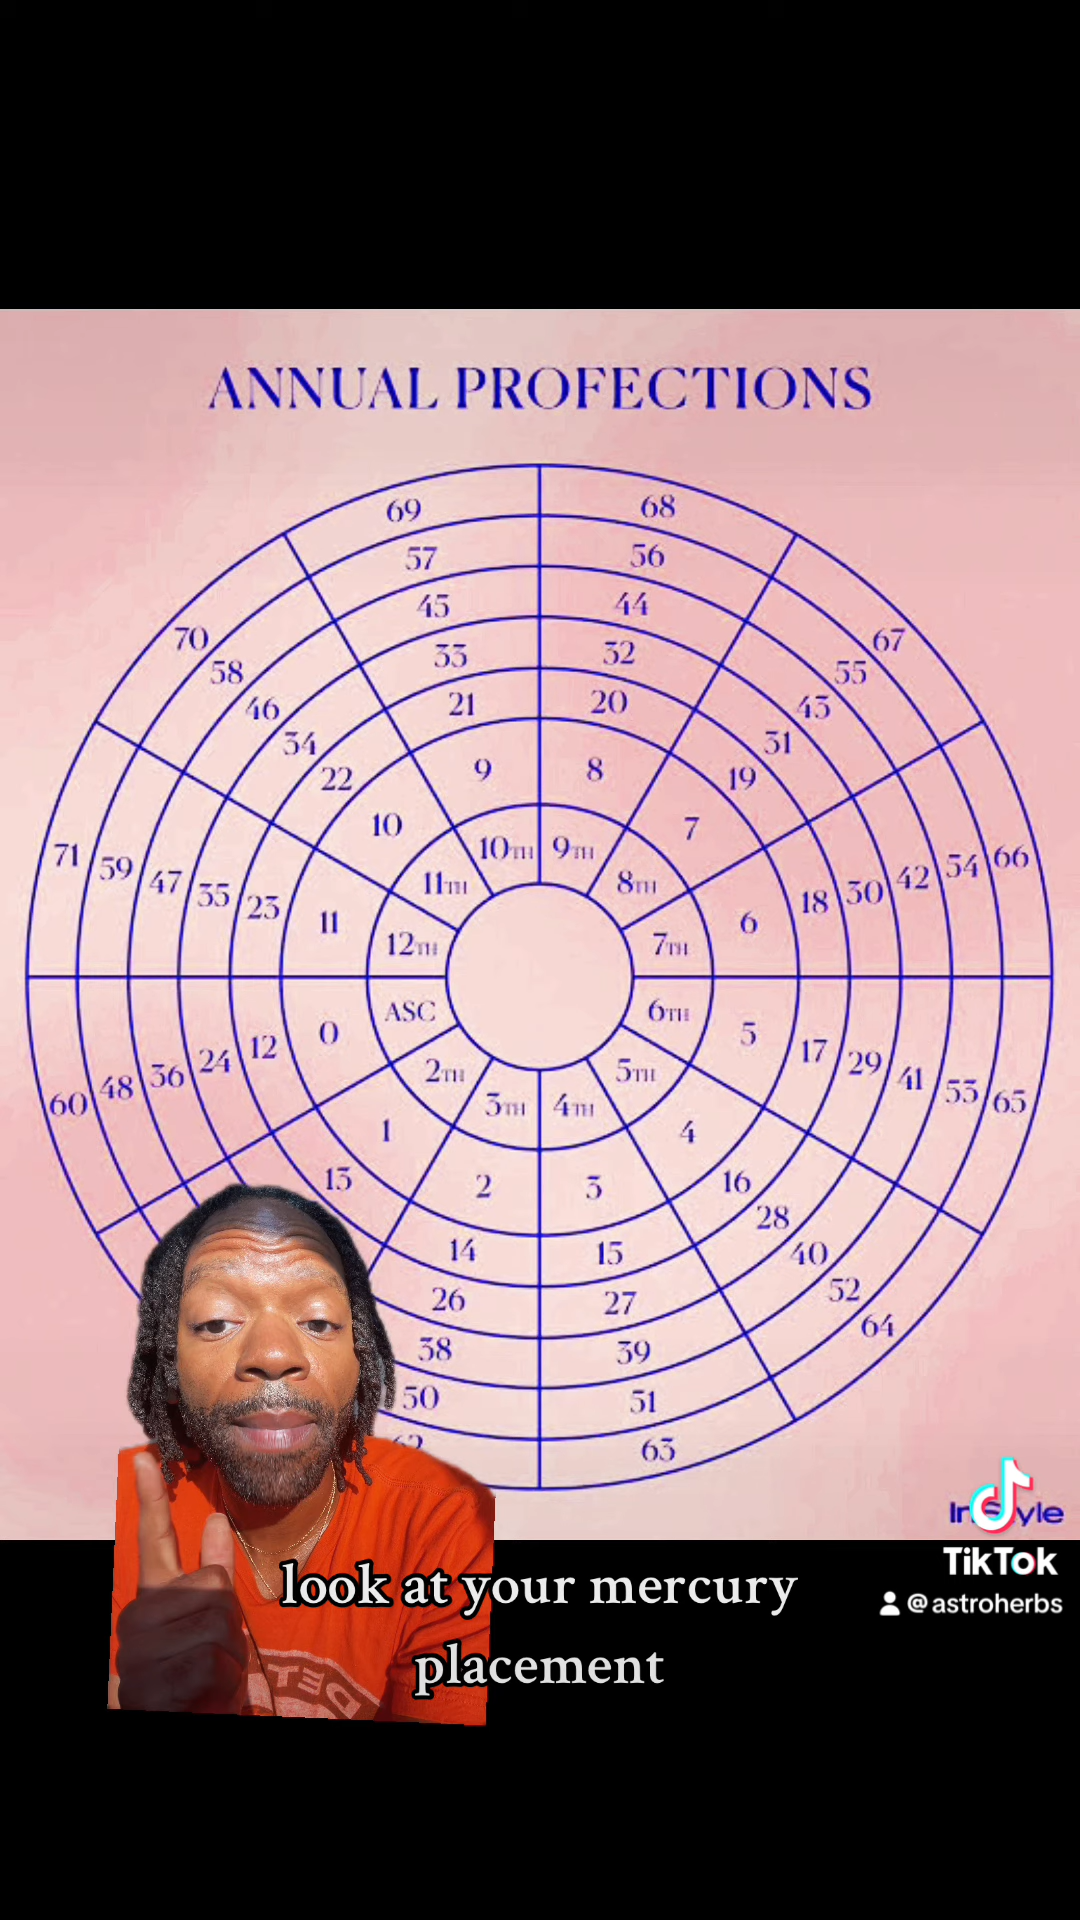 ANNUAL PROFECTIONS
69 68
57 56
45 44
33 32
21 20
9 8
10TH 9TH
70 67
58 55
46 43
34 31
22 19
10 7
11TH 8TH
71 59 47 35 23 11 12TH 7TH 6 18 30 42 54 66
60 48 36 24 12 0 ASC 6TH 5 17 29 41 53 65
2TH 5TH
3TH 4TH
1 4
13 16
2 3
28
14 15
40
26 27
52
38 39
64
50 51
62 63
TikTok
@astroherbs
look at your mercury
placement